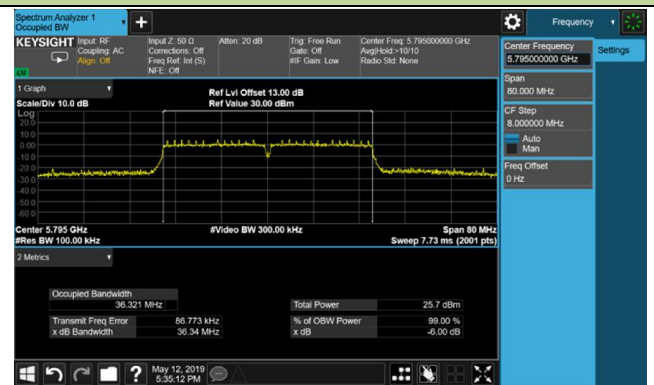 Spectrum Analyzer 1
Occupied BW
Frequency
KEYSIGHT
Input: RF
Coupling: AC
Align: Off
Input Z: 50 Ω
Corrections: Off
Freq Ref: Int (S)
NFE: Off
Atten: 20 dB
Trig: Free Run
Gate: Off
#IF Gain: Low
Center Freq: 5.795000000 GHz
Avg|Hold:>10/10
Radio Std: None
1 Graph
Scale/Div 10.0 dB
Ref Lvl Offset 13.00 dB
Ref Value 30.00 dBm
Log
20.0
10.0
0.00
-10.0
-20.0
-30.0
-40.0
-50.0
-60.0
Center 5.795 GHz
#Res BW 100.00 kHz
#Video BW 300.00 kHz
Span 80 MHz
Sweep 7.73 ms (2001 pts)
2 Metrics
Occupied Bandwidth
36.321 MHz
Transmit Freq Error 86.773 kHz
x dB Bandwidth 36.34 MHz
Total Power 25.7 dBm
% of OBW Power 99.00 %
x dB -6.00 dB
Center Frequency
5.795000000 GHz
Settings
Span
80.000 MHz
CF Step
8.000000 MHz
Auto
Man
Freq Offset
0 Hz
May 12, 2019
5:35:12 PM